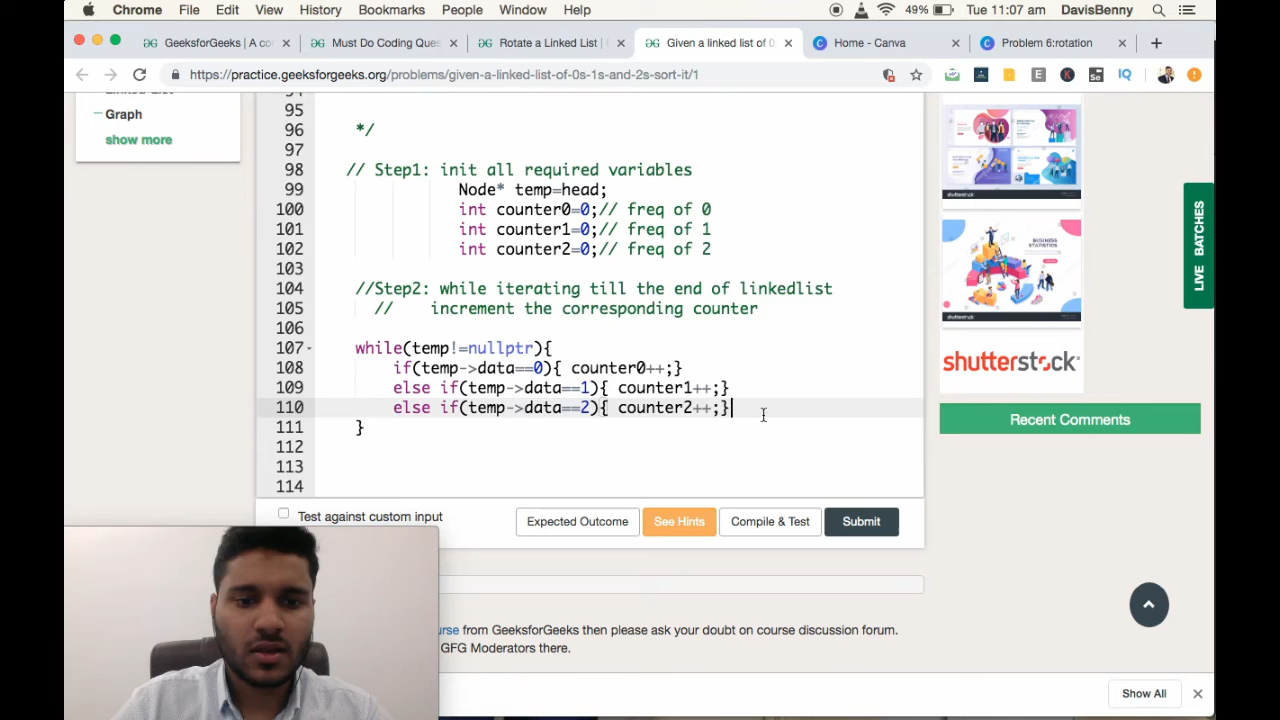 Chrome File Edit View History Bookmarks People Window Help 49% Tue 11:07 am DavisBenny
GeeksforGeeks | A co Must Do Coding Ques Rotate a Linked List | Given a linked list of 0 Home - Canva Problem 6:rotation
https://practice.geeksforgeeks.org/problems/given-a-linked-list-of-0s-1s-and-2s-sort-it/1
Graph
show more
95
96 */
97
98 // Step1: init all required variables
99 Node* temp=head;
100 int counter0=0;// freq of 0
101 int counter1=0;// freq of 1
102 int counter2=0;// freq of 2
103
104 //Step2: while iterating till the end of linkedlist
105 // increment the corresponding counter
106
107 while(temp!=nullptr){
108 if(temp->data==0){ counter0++;}
109 else if(temp->data==1){ counter1++;}
110 else if(temp->data==2){ counter2++;}
111 }
112
113
114
Test against custom input Expected Outcome See Hints Compile & Test Submit
BUSINESS
STATISTICS
shutterstock
shutterstock
Recent Comments
LIVE BATCHES
urse from GeeksforGeeks then please ask your doubt on course discussion forum.
GFG Moderators there.
Show All